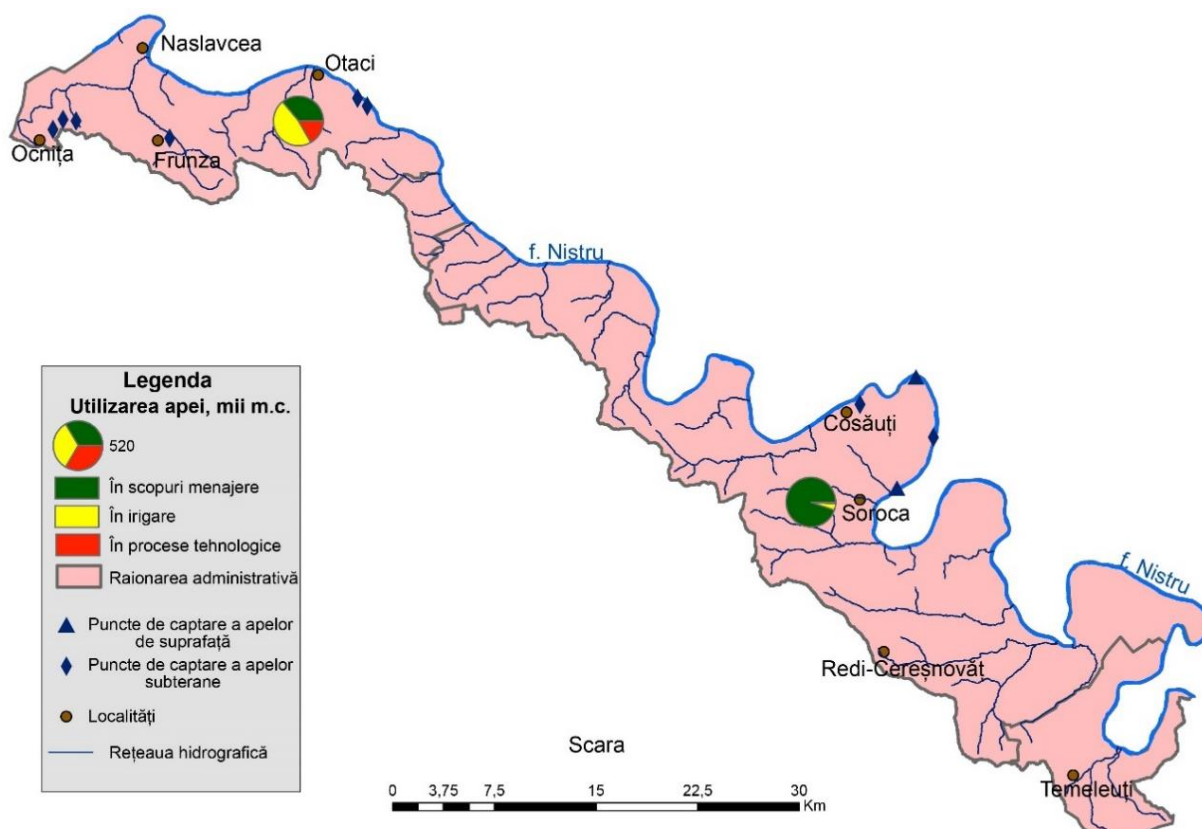 Naslavcea
Otaci
Ocnița
Frunza
f. Nistru
Cosăuți
Soroca
f. Nistru
Redi-Cereșnovăt
Temeleuti
Legenda
Utilizarea apei, mii m.c.
520
În scopuri menajere
În irigare
În procese tehnologice
Raionarea administrativă
Puncte de captare a apelor
de suprafață
Puncte de captare a apelor
subterane
Localități
Rețeaua hidrografică
Scara
0 3,75 7,5 15 22,5 30
Km